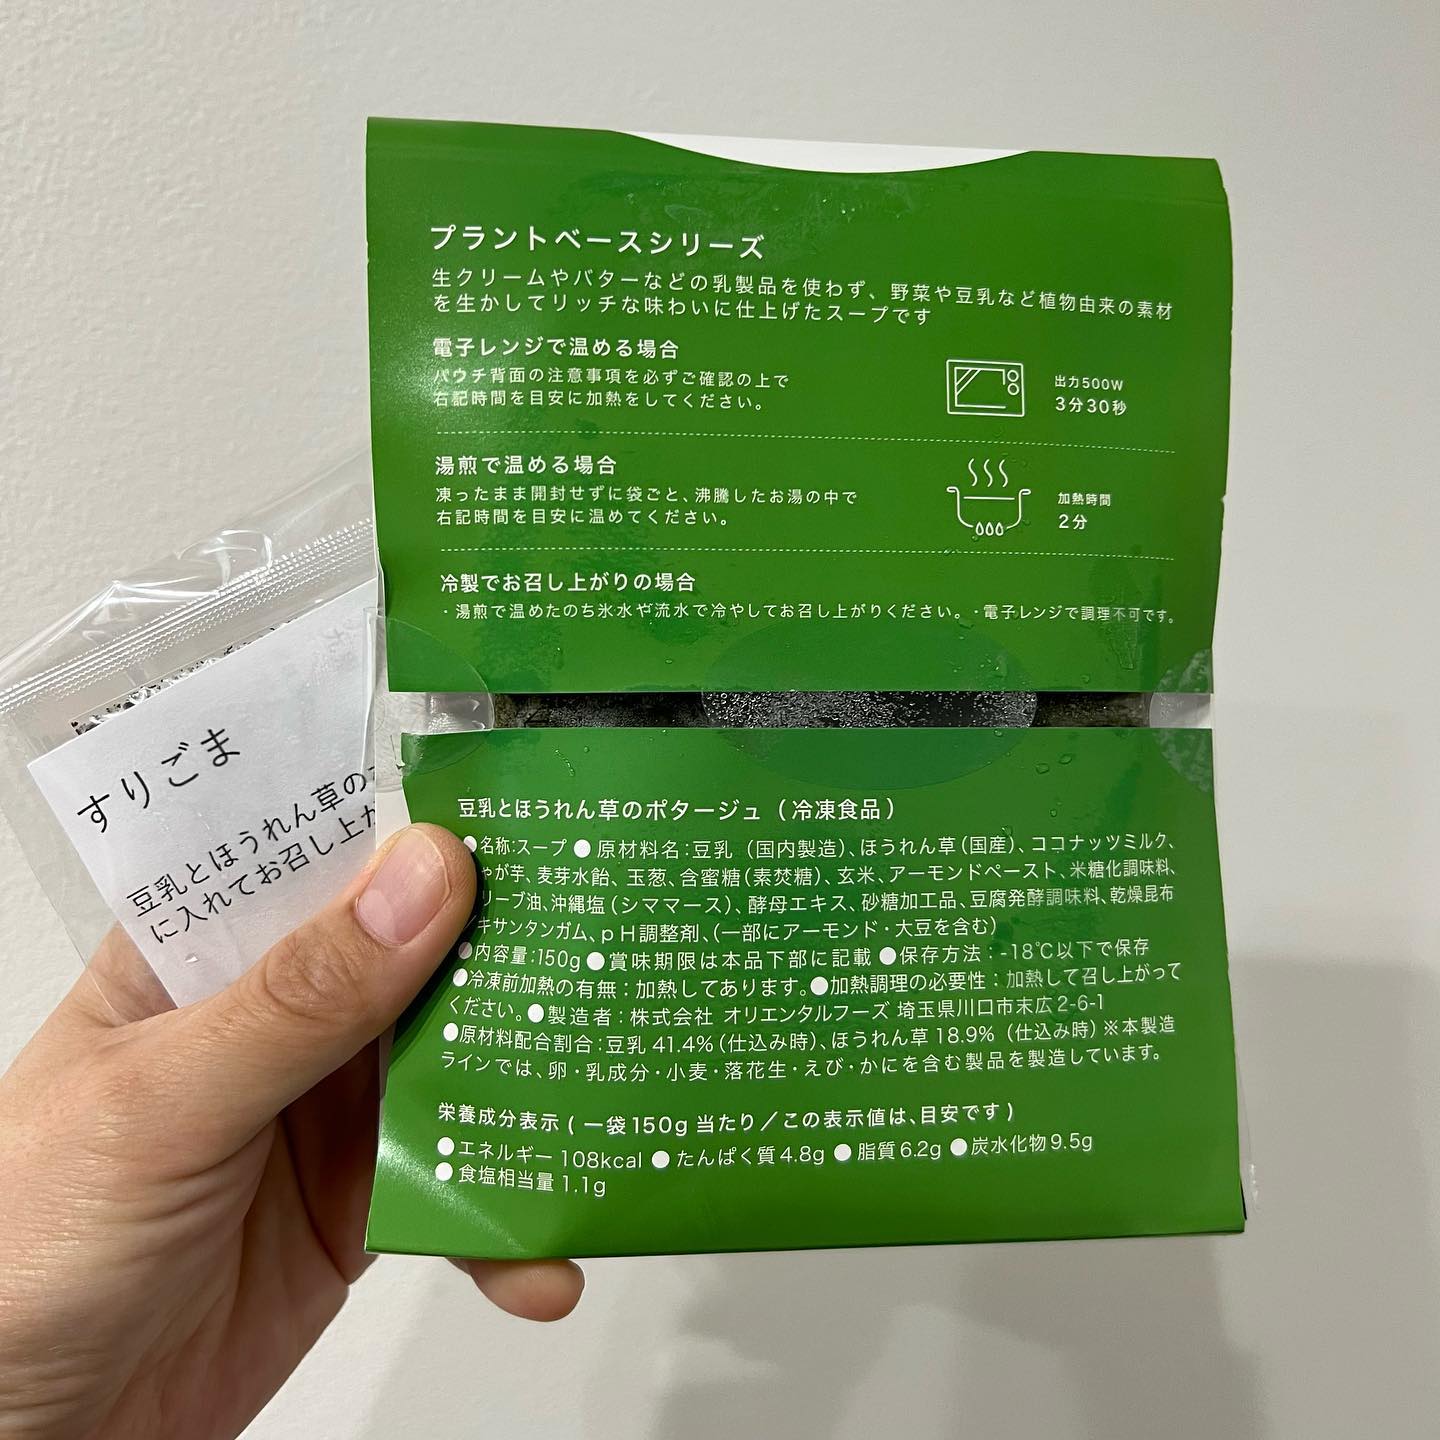 プラントベースシリーズ
生クリームやバターなどの乳製品を使わず、野菜や豆乳など植物由来の素材
を生かしてリッチな味わいに仕上げたスープです
電子レンジで温める場合
パウチ背面の注意事項を必ずご確認の上で
右記時間を目安に加熱をしてください。
出力500W
3分30秒
湯煎で温める場合
凍ったまま開封せずに袋ごと、沸騰したお湯の中で
右記時間を目安に温めてください。
加熱時間
2分
冷製でお召し上がりの場合
・湯煎で温めたのち氷水や流水で冷やしてお召し上がりください。・電子レンジで調理不可です。
すりごま
豆乳とほうれん草の
に入れてお召し上が
豆乳とほうれん草のポタージュ(冷凍食品)
●名称:スープ ●原材料名:豆乳(国内製造)、ほうれん草(国産)、ココナッツミルク、
ゃが芋、麦芽水飴、玉葱、含蜜糖(素焚糖)、玄米、アーモンドペースト、米糖化調味料、
リーブ油、沖縄塩(シママース)、酵母エキス、砂糖加工品、豆腐発酵調味料、乾燥昆布
キサンタンガム、pH調整剤、(一部にアーモンド・大豆を含む)
●内容量:150g ●賞味期限は本品下部に記載 ●保存方法:-18℃以下で保存
●冷凍前加熱の有無:加熱してあります。●加熱調理の必要性:加熱して召し上がって
ください。●製造者:株式会社 オリエンタルフーズ 埼玉県川口市末広2-6-1
●原材料配合割合:豆乳 41.4%(仕込み時)、ほうれん草 18.9%(仕込み時)※本製造
ラインでは、卵・乳成分・小麦・落花生・えび・かにを含む製品を製造しています。
栄養成分表示(一袋150g当たり/この表示値は、目安です)
●エネルギー 108kcal ●たんぱく質4.8g ●脂質6.2g ●炭水化物9.5g
●食塩相当量 1.1g